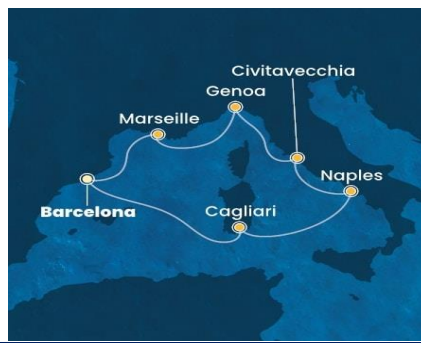 Civitavecchia
Genoa
Marseille
Naples
Barcelona
Cagliari